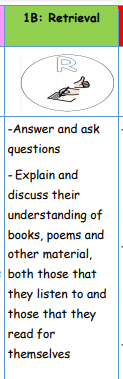 1B: Retrieval
R
-Answer and ask
questions
- Explain and
discuss their
understanding of
books, poems and
other material,
both those that
they listen to and
those that they
read for
themselves